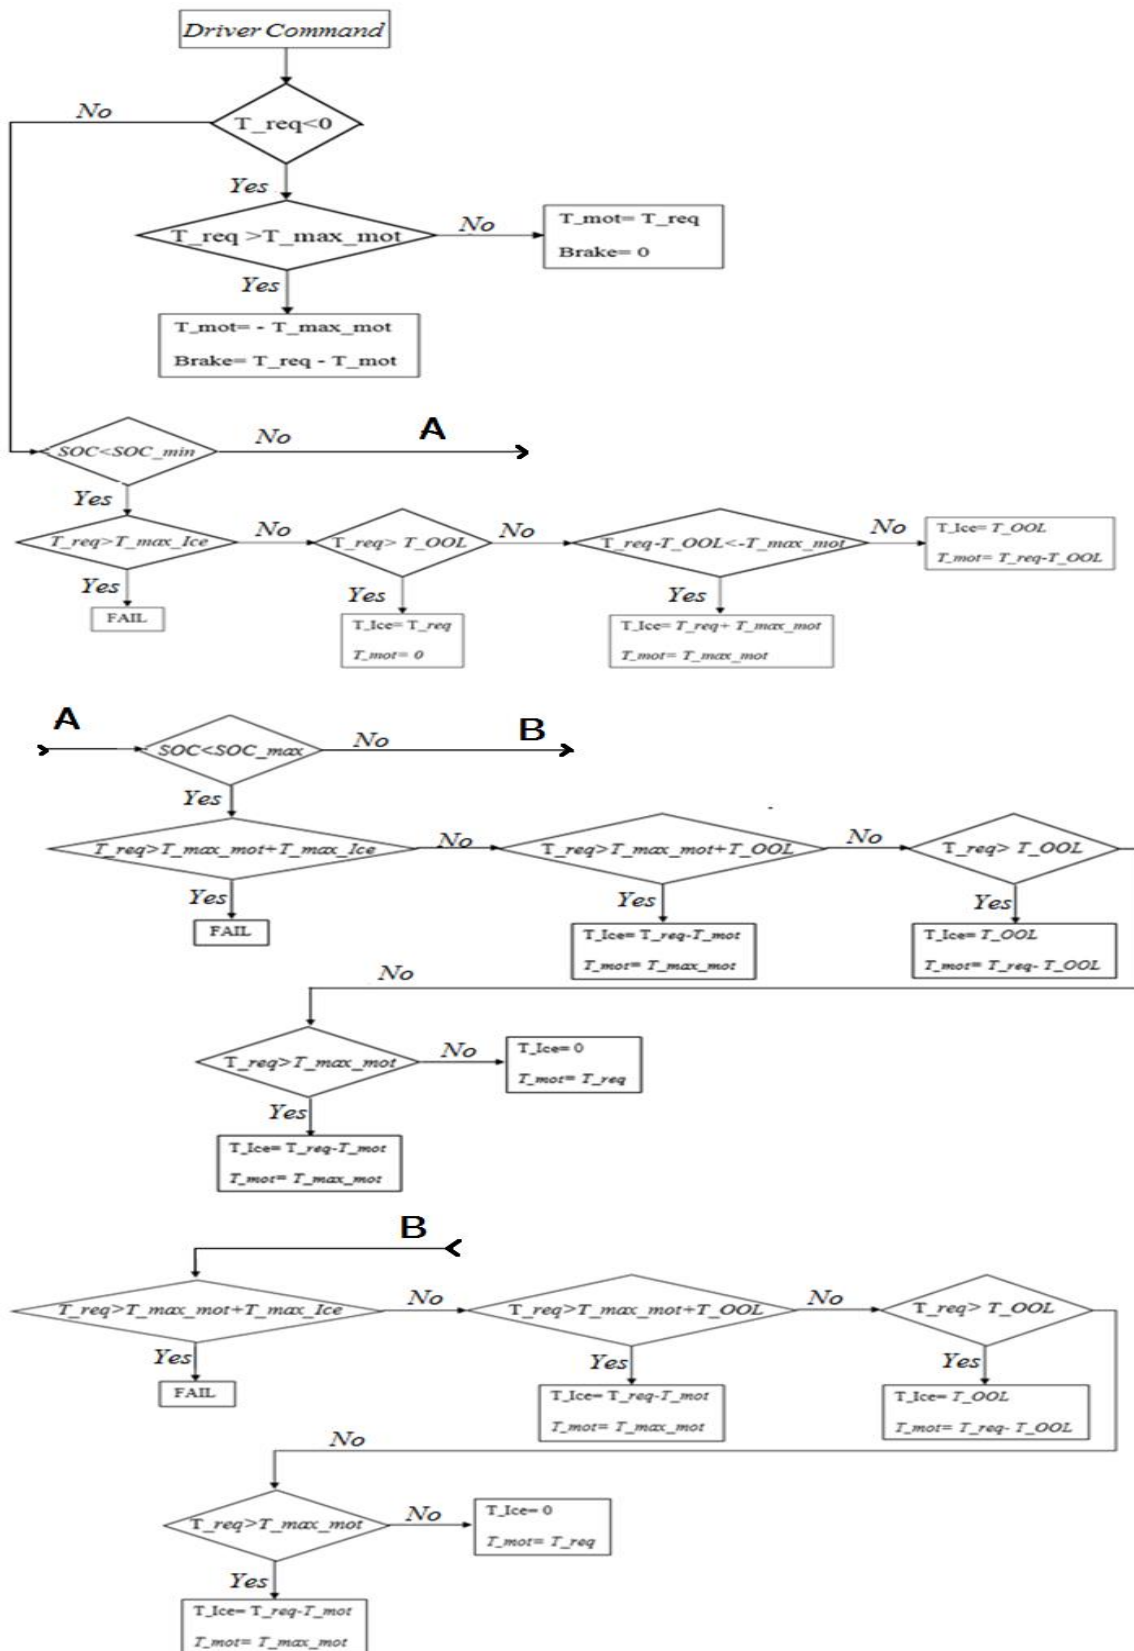 Driver Command
No
T_req<0
Yes
T_req >T_max_mot
No
T_mot= T_req
Brake= 0
Yes
T_mot= - T_max_mot
Brake= T_req - T_mot
SOC<SOC_min
No
A
Yes
T_req>T_max_Ice
No
T_req> T_OOL
No
T_req-T_OOL<-T_max_mot
No
T_Ice= T_OOL
T_mot= T_req-T_OOL
Yes
FAIL
Yes
T_Ice= T_req
T_mot= 0
Yes
T_Ice= T_req+ T_max_mot
T_mot= T_max_mot
A
SOC<SOC_max
No
B
Yes
T_req>T_max_mot+T_max_Ice
No
T_req>T_max_mot+T_OOL
No
T_req> T_OOL
Yes
FAIL
Yes
T_Ice= T_req-T_mot
T_mot= T_max_mot
Yes
T_Ice= T_OOL
T_mot= T_req- T_OOL
No
T_req>T_max_mot
No
T_Ice= 0
T_mot= T_req
Yes
T_Ice= T_req-T_mot
T_mot= T_max_mot
B
T_req>T_max_mot+T_max_Ice
No
T_req>T_max_mot+T_OOL
No
T_req> T_OOL
Yes
FAIL
Yes
T_Ice= T_req-T_mot
T_mot= T_max_mot
Yes
T_Ice= T_OOL
T_mot= T_req- T_OOL
No
T_req>T_max_mot
No
T_Ice= 0
T_mot= T_req
Yes
T_Ice= T_req-T_mot
T_mot= T_max_mot